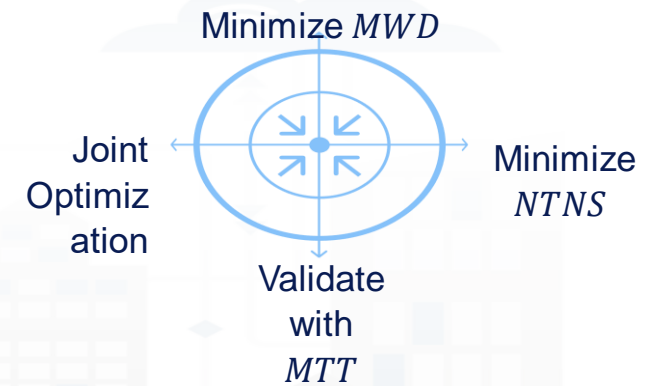 Minimize MWD
Joint
Optimiz
ation
Minimize
NTNS
Validate
with
MTT